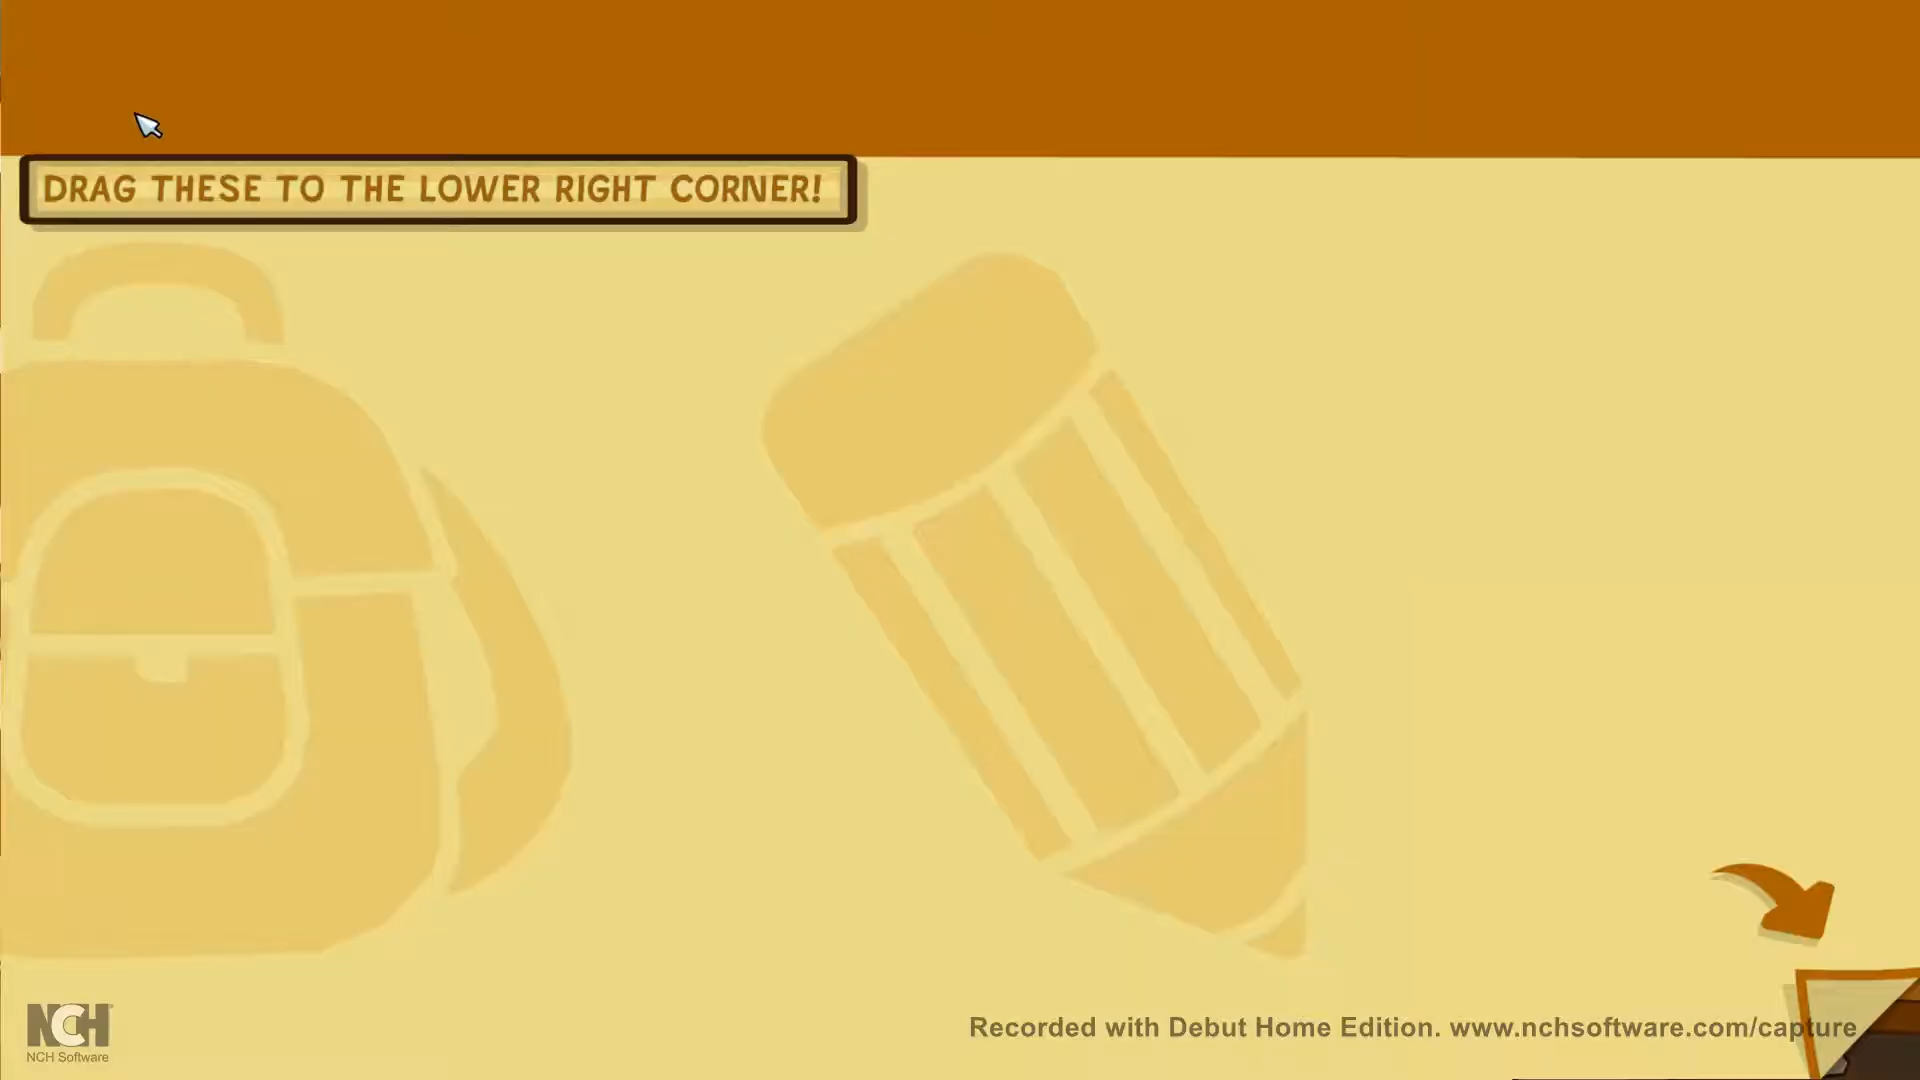 DRAG THESE TO THE LOWER RIGHT CORNER!
NCH
NCH Software
Recorded with Debut Home Edition. www.nchsoftware.com/capture